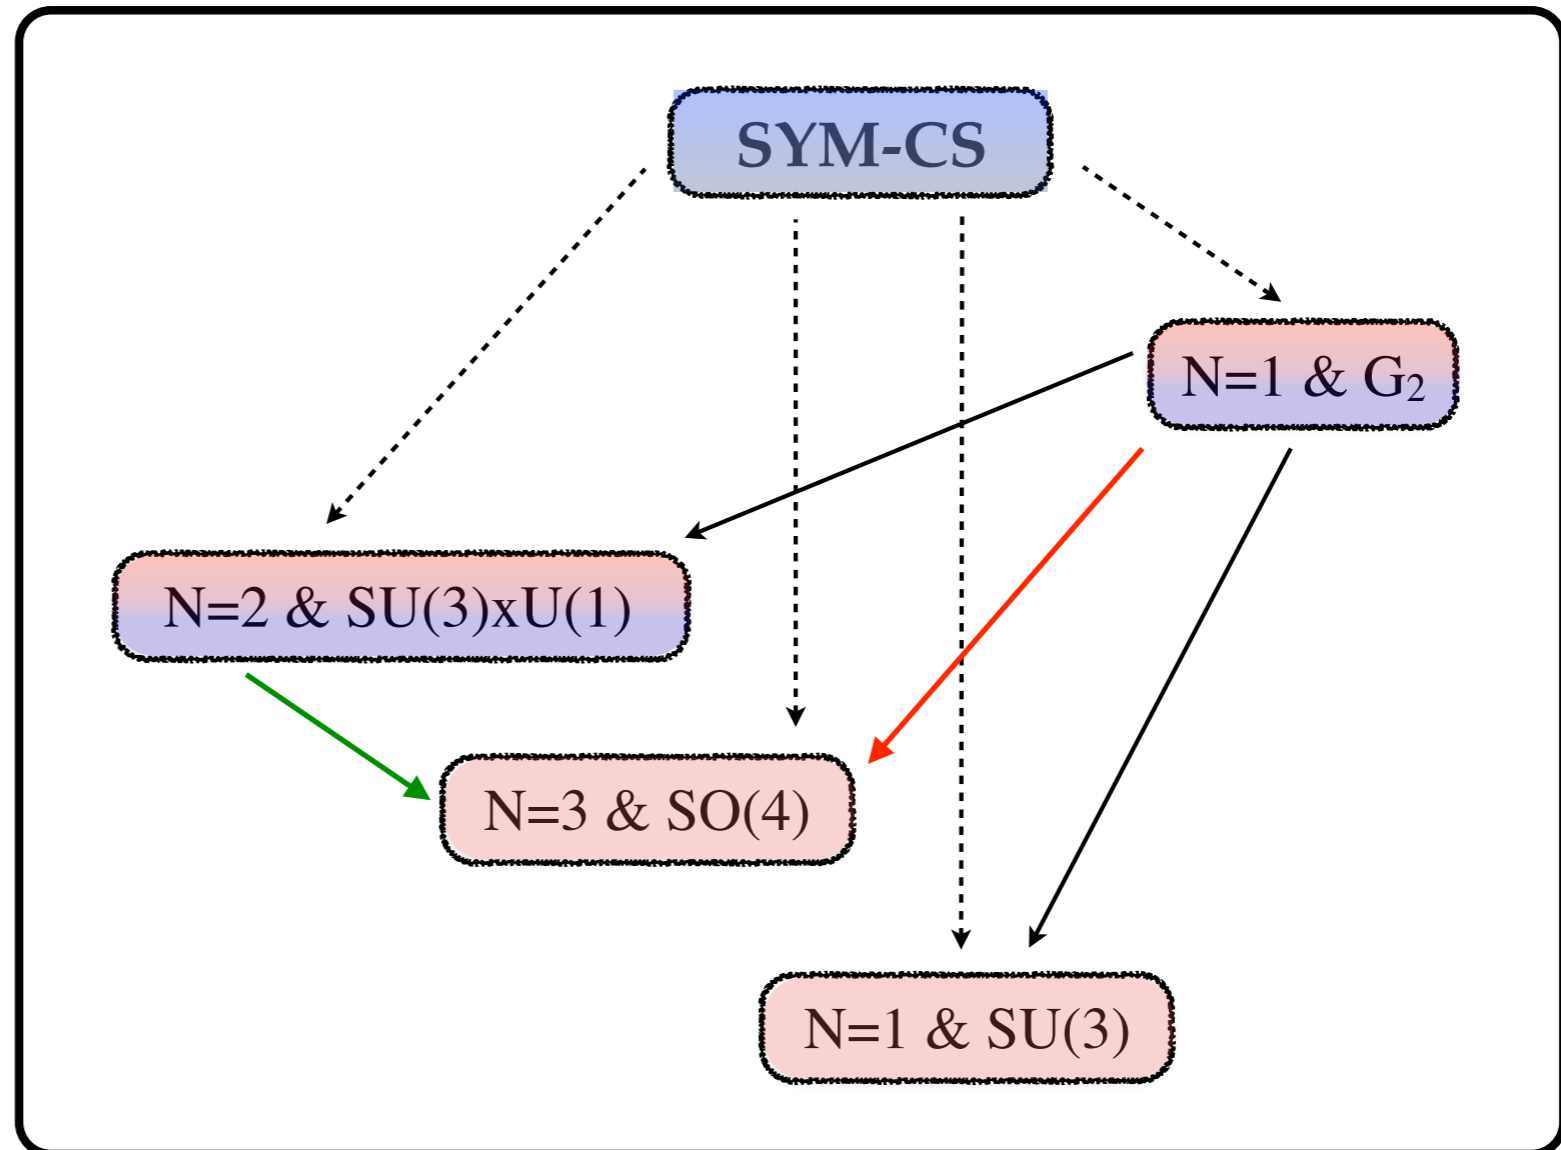 SYM-CS
N=1 & G₂
N=2 & SU(3)xU(1)
N=3 & SO(4)
N=1 & SU(3)